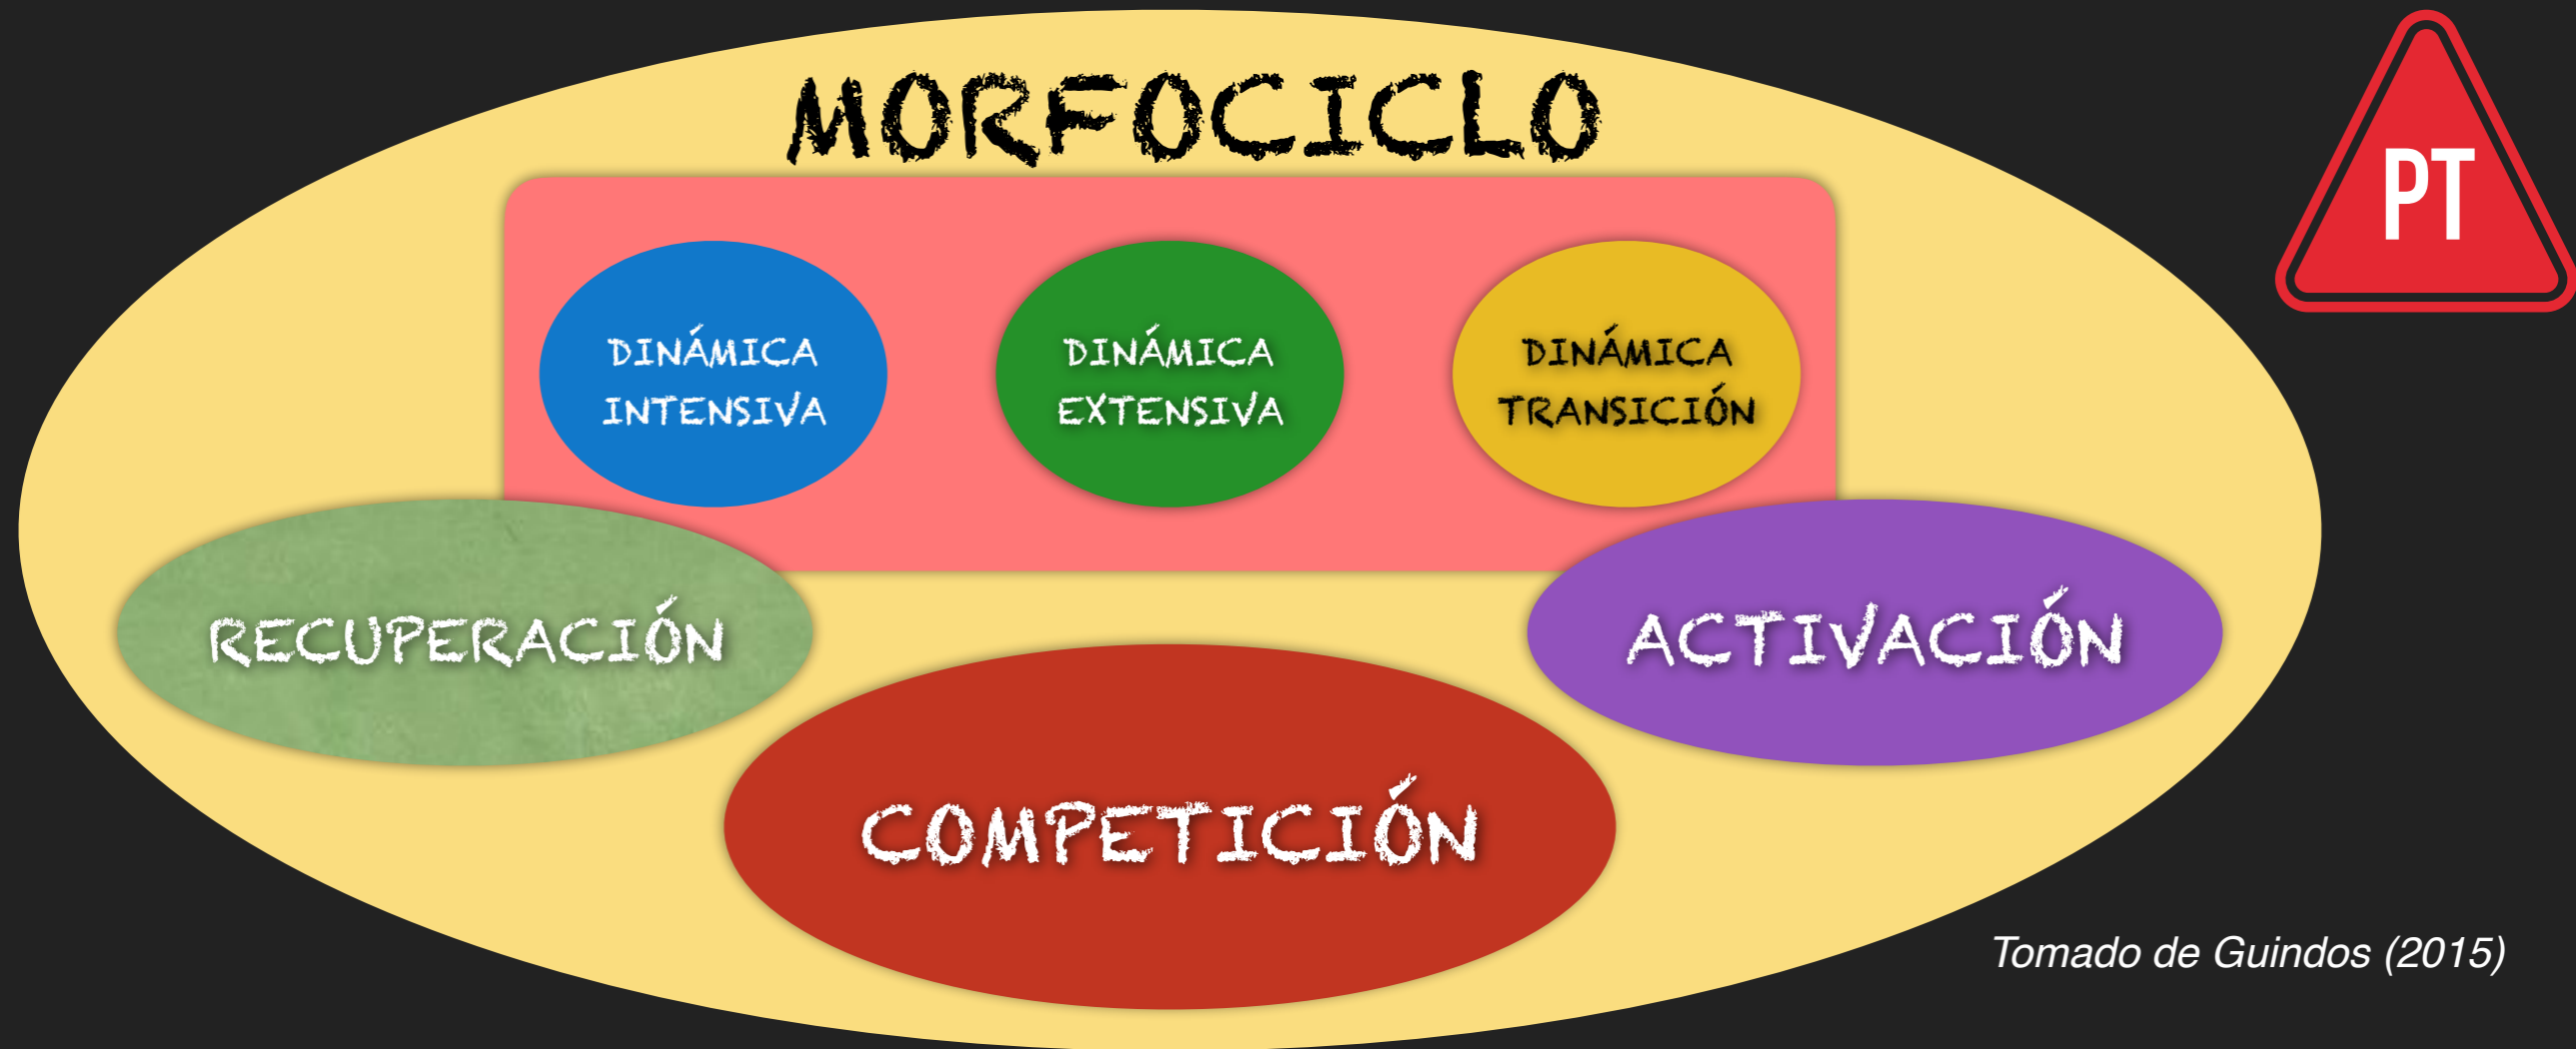 MORFOCICLO
PT
DINÁMICA
INTENSIVA
DINÁMICA
EXTENSIVA
DINÁMICA
TRANSICIÓN
RECUPERACIÓN
ACTIVACIÓN
COMPETICIÓN
Tomado de Guindos (2015)